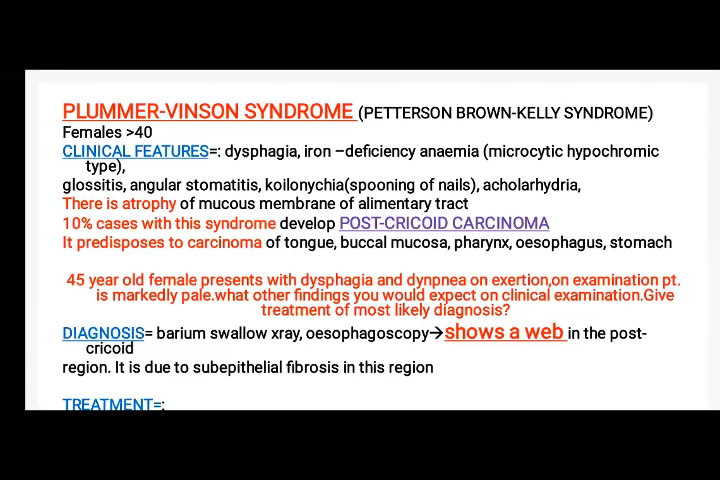 PLUMMER-VINSON SYNDROME (PETTERSON BROWN-KELLY SYNDROME)
Females >40
CLINICAL FEATURES=: dysphagia, iron –deficiency anaemia (microcytic hypochromic
type),
glossitis, angular stomatitis, koilonychia(spooning of nails), acholarhydria,
There is atrophy of mucous membrane of alimentary tract
10% cases with this syndrome develop POST-CRICOID CARCINOMA
It predisposes to carcinoma of tongue, buccal mucosa, pharynx, oesophagus, stomach
45 year old female presents with dysphagia and dynpnea on exertion,on examination pt.
is markedly pale.what other findings you would expect on clinical examination.Give
treatment of most likely diagnosis?
DIAGNOSIS= barium swallow xray, oesophagoscopy→shows a web in the post-
cricoid
region. It is due to subepithelial fibrosis in this region
TREATMENT=: